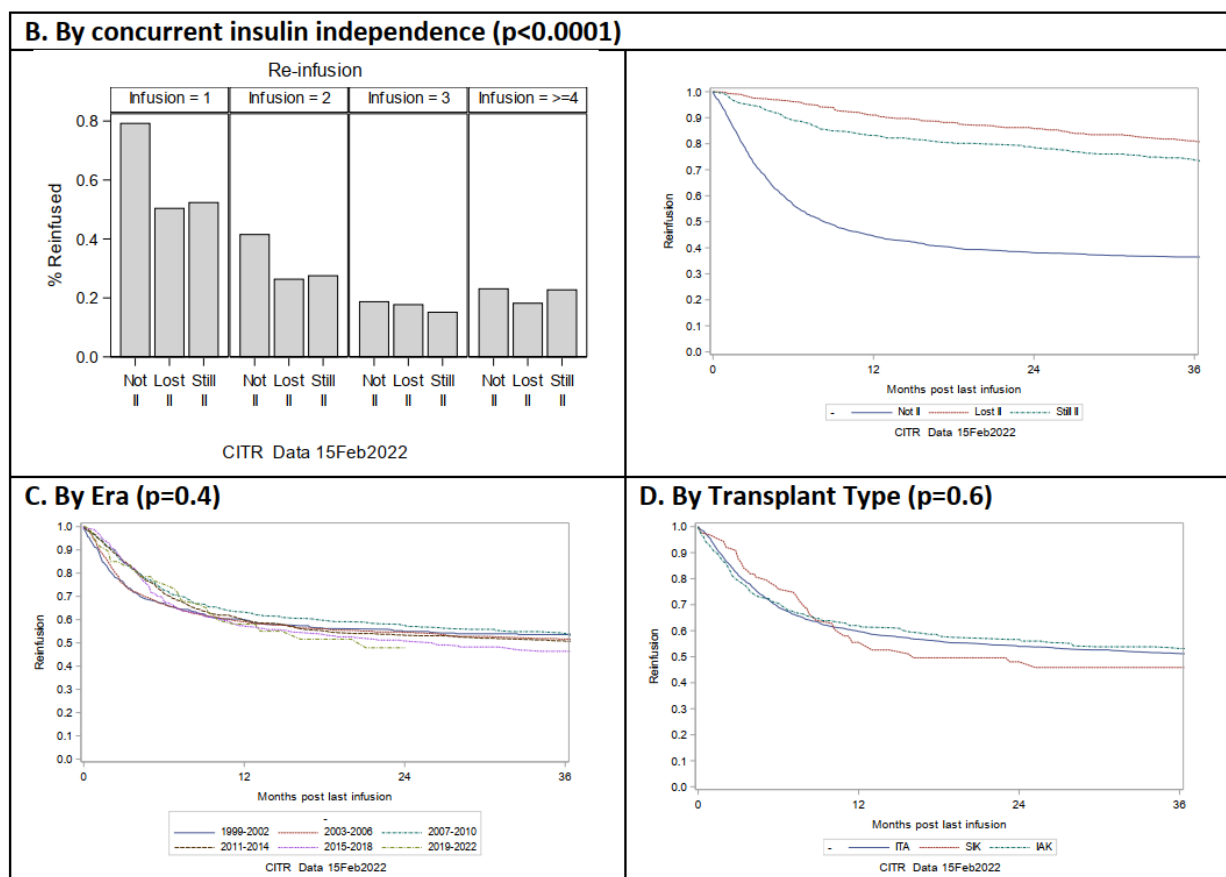 B. By concurrent insulin independence (p<0.0001)
Re-infusion
Infusion = 1 Infusion = 2 Infusion = 3 Infusion = >=4
% Reinfused
0.8
0.6
0.4
0.2
0.0
Not Lost Still Not Lost Still Not Lost Still Not Lost Still
II II II II II II II II II II II II
CITR Data 15Feb2022
Reinfusion
1.0
0.9
0.8
0.7
0.6
0.5
0.4
0.3
0.2
0.1
0.0
0 12 24 36
Months post last infusion
- Not II Lost II Still II
CITR Data 15Feb2022
C. By Era (p=0.4)
Reinfusion
1.0
0.9
0.8
0.7
0.6
0.5
0.4
0.3
0.2
0.1
0.0
0 12 24 36
Months post last infusion
-
1999-2002 2003-2006 2007-2010
2011-2014 2015-2018 2019-2022
CITR Data 15Feb2022
D. By Transplant Type (p=0.6)
Reinfusion
1.0
0.9
0.8
0.7
0.6
0.5
0.4
0.3
0.2
0.1
0.0
0 12 24 36
Months post last infusion
- ITA SIK IAK
CITR Data 15Feb2022